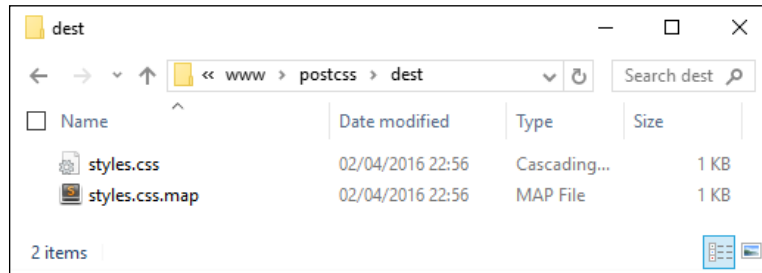 dest
« www > postcss > dest Search dest
Name Date modified Type Size
styles.css 02/04/2016 22:56 Cascading... 1 KB
styles.css.map 02/04/2016 22:56 MAP File 1 KB
2 items